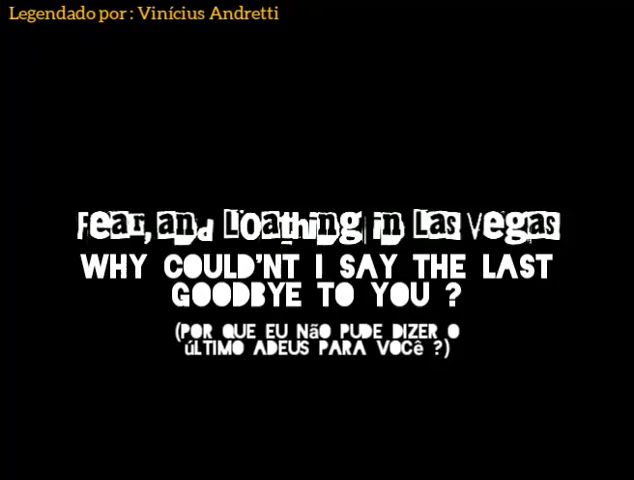 Legendado por : Vinícius Andretti
Fear, and Loathing in Las Vegas
WHY COULD'NT I SAY THE LAST
GOODBYE TO YOU ?
(POR QUE EU NÃO PUDE DIZER O
ÚLTIMO ADEUS PARA VOCÊ ?)